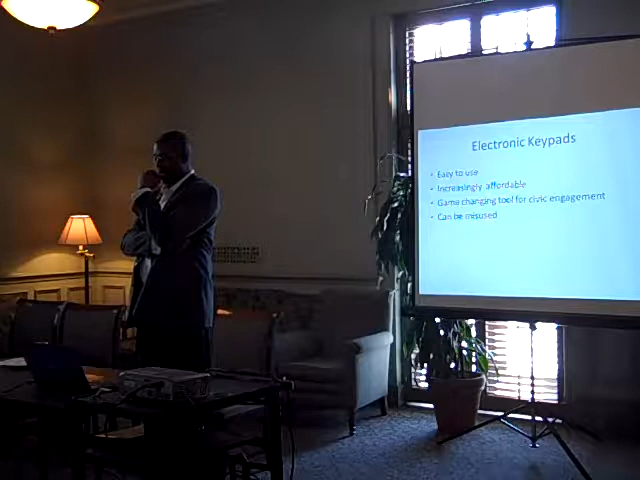 Electronic Keypads
• Easy to use
• Increasingly affordable
• Game changing tool for civic engagement
• Can be misused